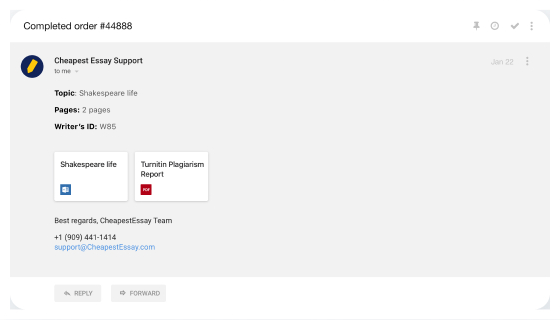 Completed order #44888
Cheapest Essay Support
Jan 22
to me
Topic: Shakespeare life
Pages: 2 pages
Writer's ID: W85
Shakespeare life
Turnitin Plagiarism
Report
PDF
Best regards, CheapestEssay Team
+1 (909) 441-1414
support@CheapestEssay.com
REPLY
FORWARD